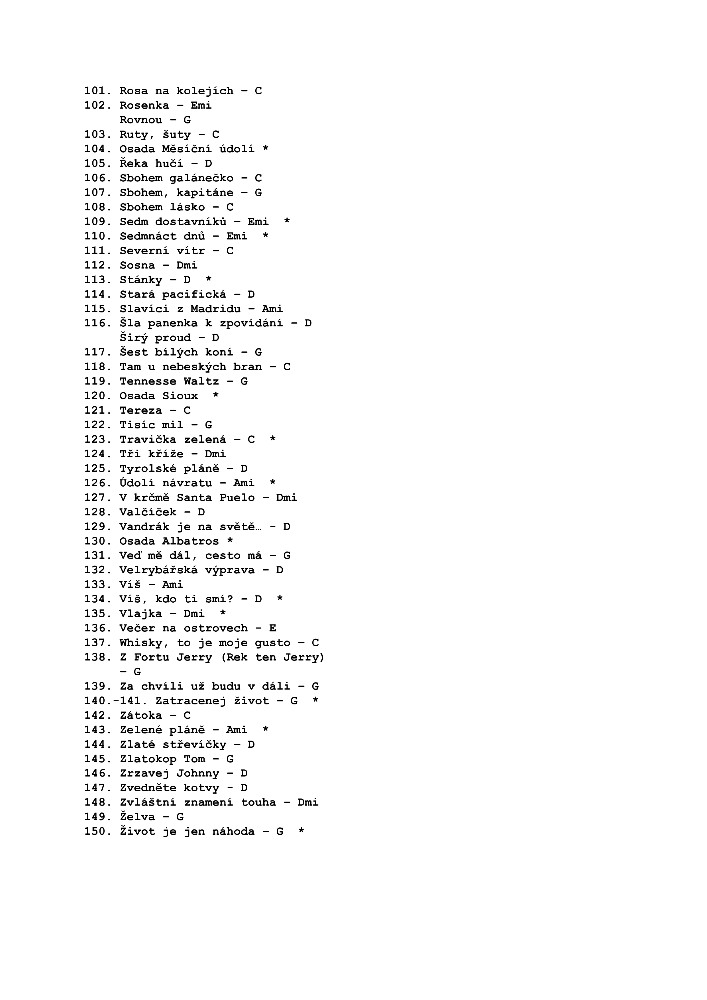 101. Rosa na kolejích – C
102. Rosenka – Emi
Rovnou – G
103. Ruty, šuty – C
104. Osada Měsíční údolí *
105. Řeka hučí – D
106. Sbohem galánečko – C
107. Sbohem, kapitáne – G
108. Sbohem lásko – C
109. Sedm dostavníků – Emi  *
110. Sedmnáct dnů – Emi  *
111. Severní vítr – C
112. Sosna – Dmi
113. Stánky – D  *
114. Stará pacifická – D
115. Slavíci z Madridu – Ami
116. Šla panenka k zpovídání – D
Širý proud – D
117. Šest bílých koní – G
118. Tam u nebeských bran – C
119. Tennesse Waltz – G
120. Osada Sioux  *
121. Tereza – C
122. Tisíc mil – G
123. Travička zelená – C  *
124. Tři kříže – Dmi
125. Tyrolské pláně – D
126. Údolí návratu – Ami  *
127. V krčmě Santa Puelo – Dmi
128. Valčíček – D
129. Vandrák je na světě… - D
130. Osada Albatros *
131. Veď mě dál, cesto má – G
132. Velrybářská výprava – D
133. Víš – Ami
134. Víš, kdo ti smí? – D  *
135. Vlajka – Dmi  *
136. Večer na ostrovech - E
137. Whisky, to je moje gusto – C
138. Z Fortu Jerry (Rek ten Jerry)
– G
139. Za chvíli už budu v dáli – G
140.-141. Zatracenej život – G  *
142. Zátoka – C
143. Zelené pláně – Ami  *
144. Zlaté střevíčky – D
145. Zlatokop Tom – G
146. Zrzavej Johnny – D
147. Zvedněte kotvy - D
148. Zvláštní znamení touha – Dmi
149. Želva – G
150. Život je jen náhoda – G  *